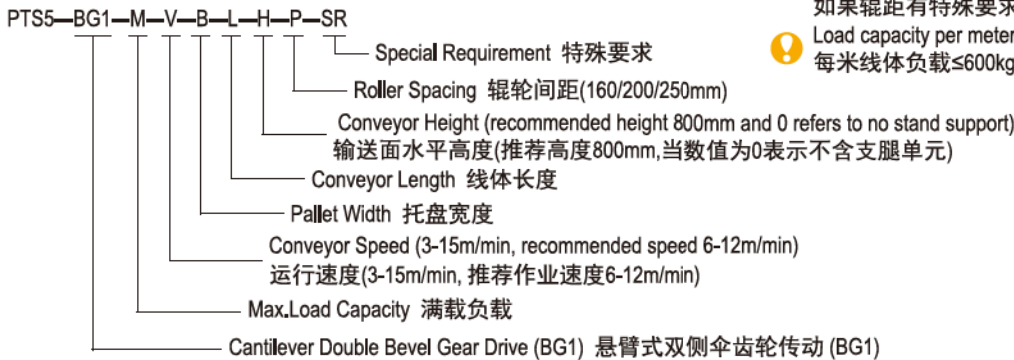 PTS5—BG1—M—V—B—L—H—P—SR
如果辊距有特殊要求
Load capacity per meter
每米线体负载≤600kg
Special Requirement 特殊要求
Roller Spacing 辊轮间距(160/200/250mm)
Conveyor Height (recommended height 800mm and 0 refers to no stand support)
输送面水平高度(推荐高度800mm,当数值为0表示不含支腿单元)
Conveyor Length 线体长度
Pallet Width 托盘宽度
Conveyor Speed (3-15m/min, recommended speed 6-12m/min)
运行速度(3-15m/min, 推荐作业速度6-12m/min)
Max.Load Capacity 满载负载
Cantilever Double Bevel Gear Drive (BG1) 悬臂式双侧伞齿轮传动 (BG1)